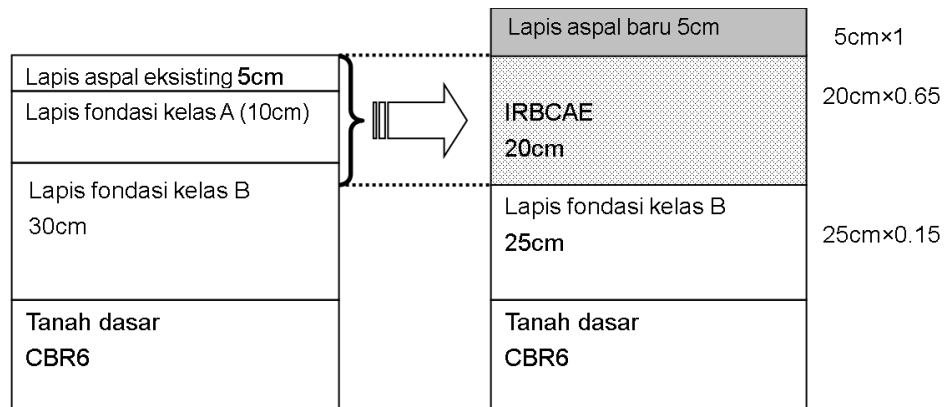 Lapis aspal eksisting 5cm
Lapis fondasi kelas A (10cm)
Lapis fondasi kelas B
30cm
Tanah dasar
CBR6
Lapis aspal baru 5cm
5cm×1
IRBCAE
20cm
20cm×0.65
Lapis fondasi kelas B
25cm
25cm×0.15
Tanah dasar
CBR6